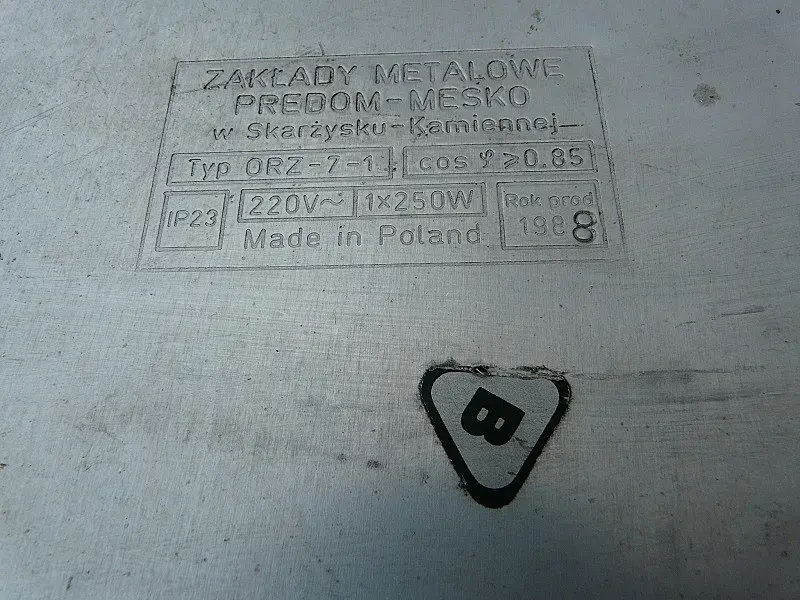 ZAKŁADY METALOWE
PREDOM-MESKO
w Skarżysku-Kamiennej
Typ ORZ-7-1 cos φ ⩾ 0.85
IP23 220V~ 1×250W Rok prod
1988
Made in Poland
B